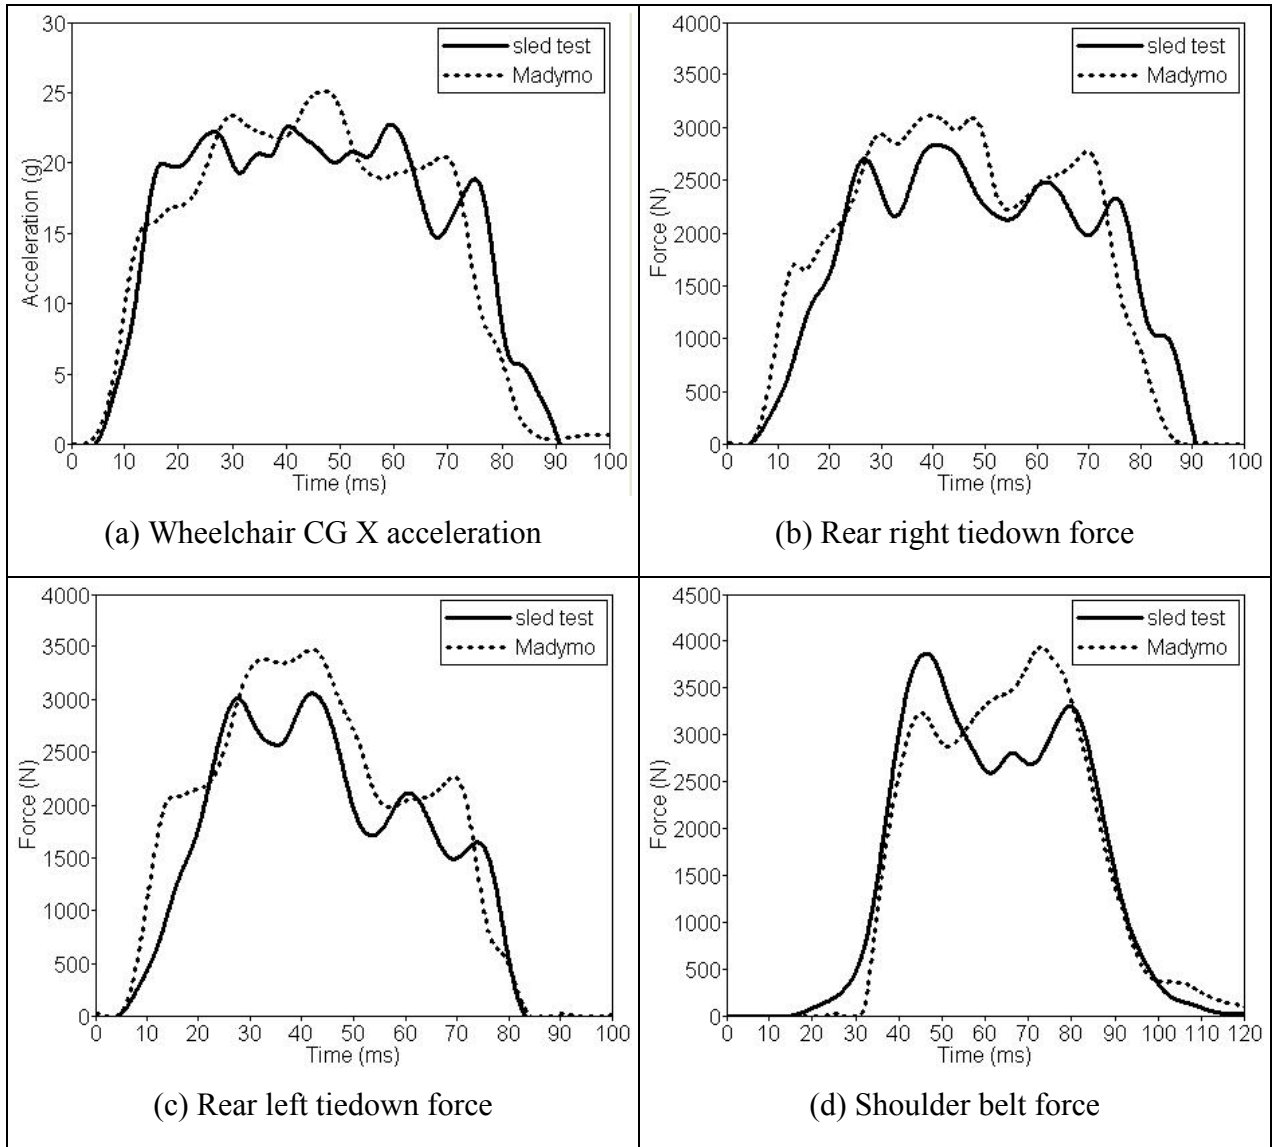 30
25
20
15
10
5
0
Acceleration (g)
sled test
Madymo
0 10 20 30 40 50 60 70 80 90 100
Time (ms)
(a) Wheelchair CG X acceleration
4000
3500
3000
2500
2000
1500
1000
500
0
Force (N)
sled test
Madymo
0 10 20 30 40 50 60 70 80 90 100
Time (ms)
(b) Rear right tiedown force
4000
3500
3000
2500
2000
1500
1000
500
0
Force (N)
sled test
Madymo
0 10 20 30 40 50 60 70 80 90 100
Time (ms)
(c) Rear left tiedown force
4500
4000
3500
3000
2500
2000
1500
1000
500
0
Force (N)
sled test
Madymo
0 10 20 30 40 50 60 70 80 90 100 110 120
Time (ms)
(d) Shoulder belt force